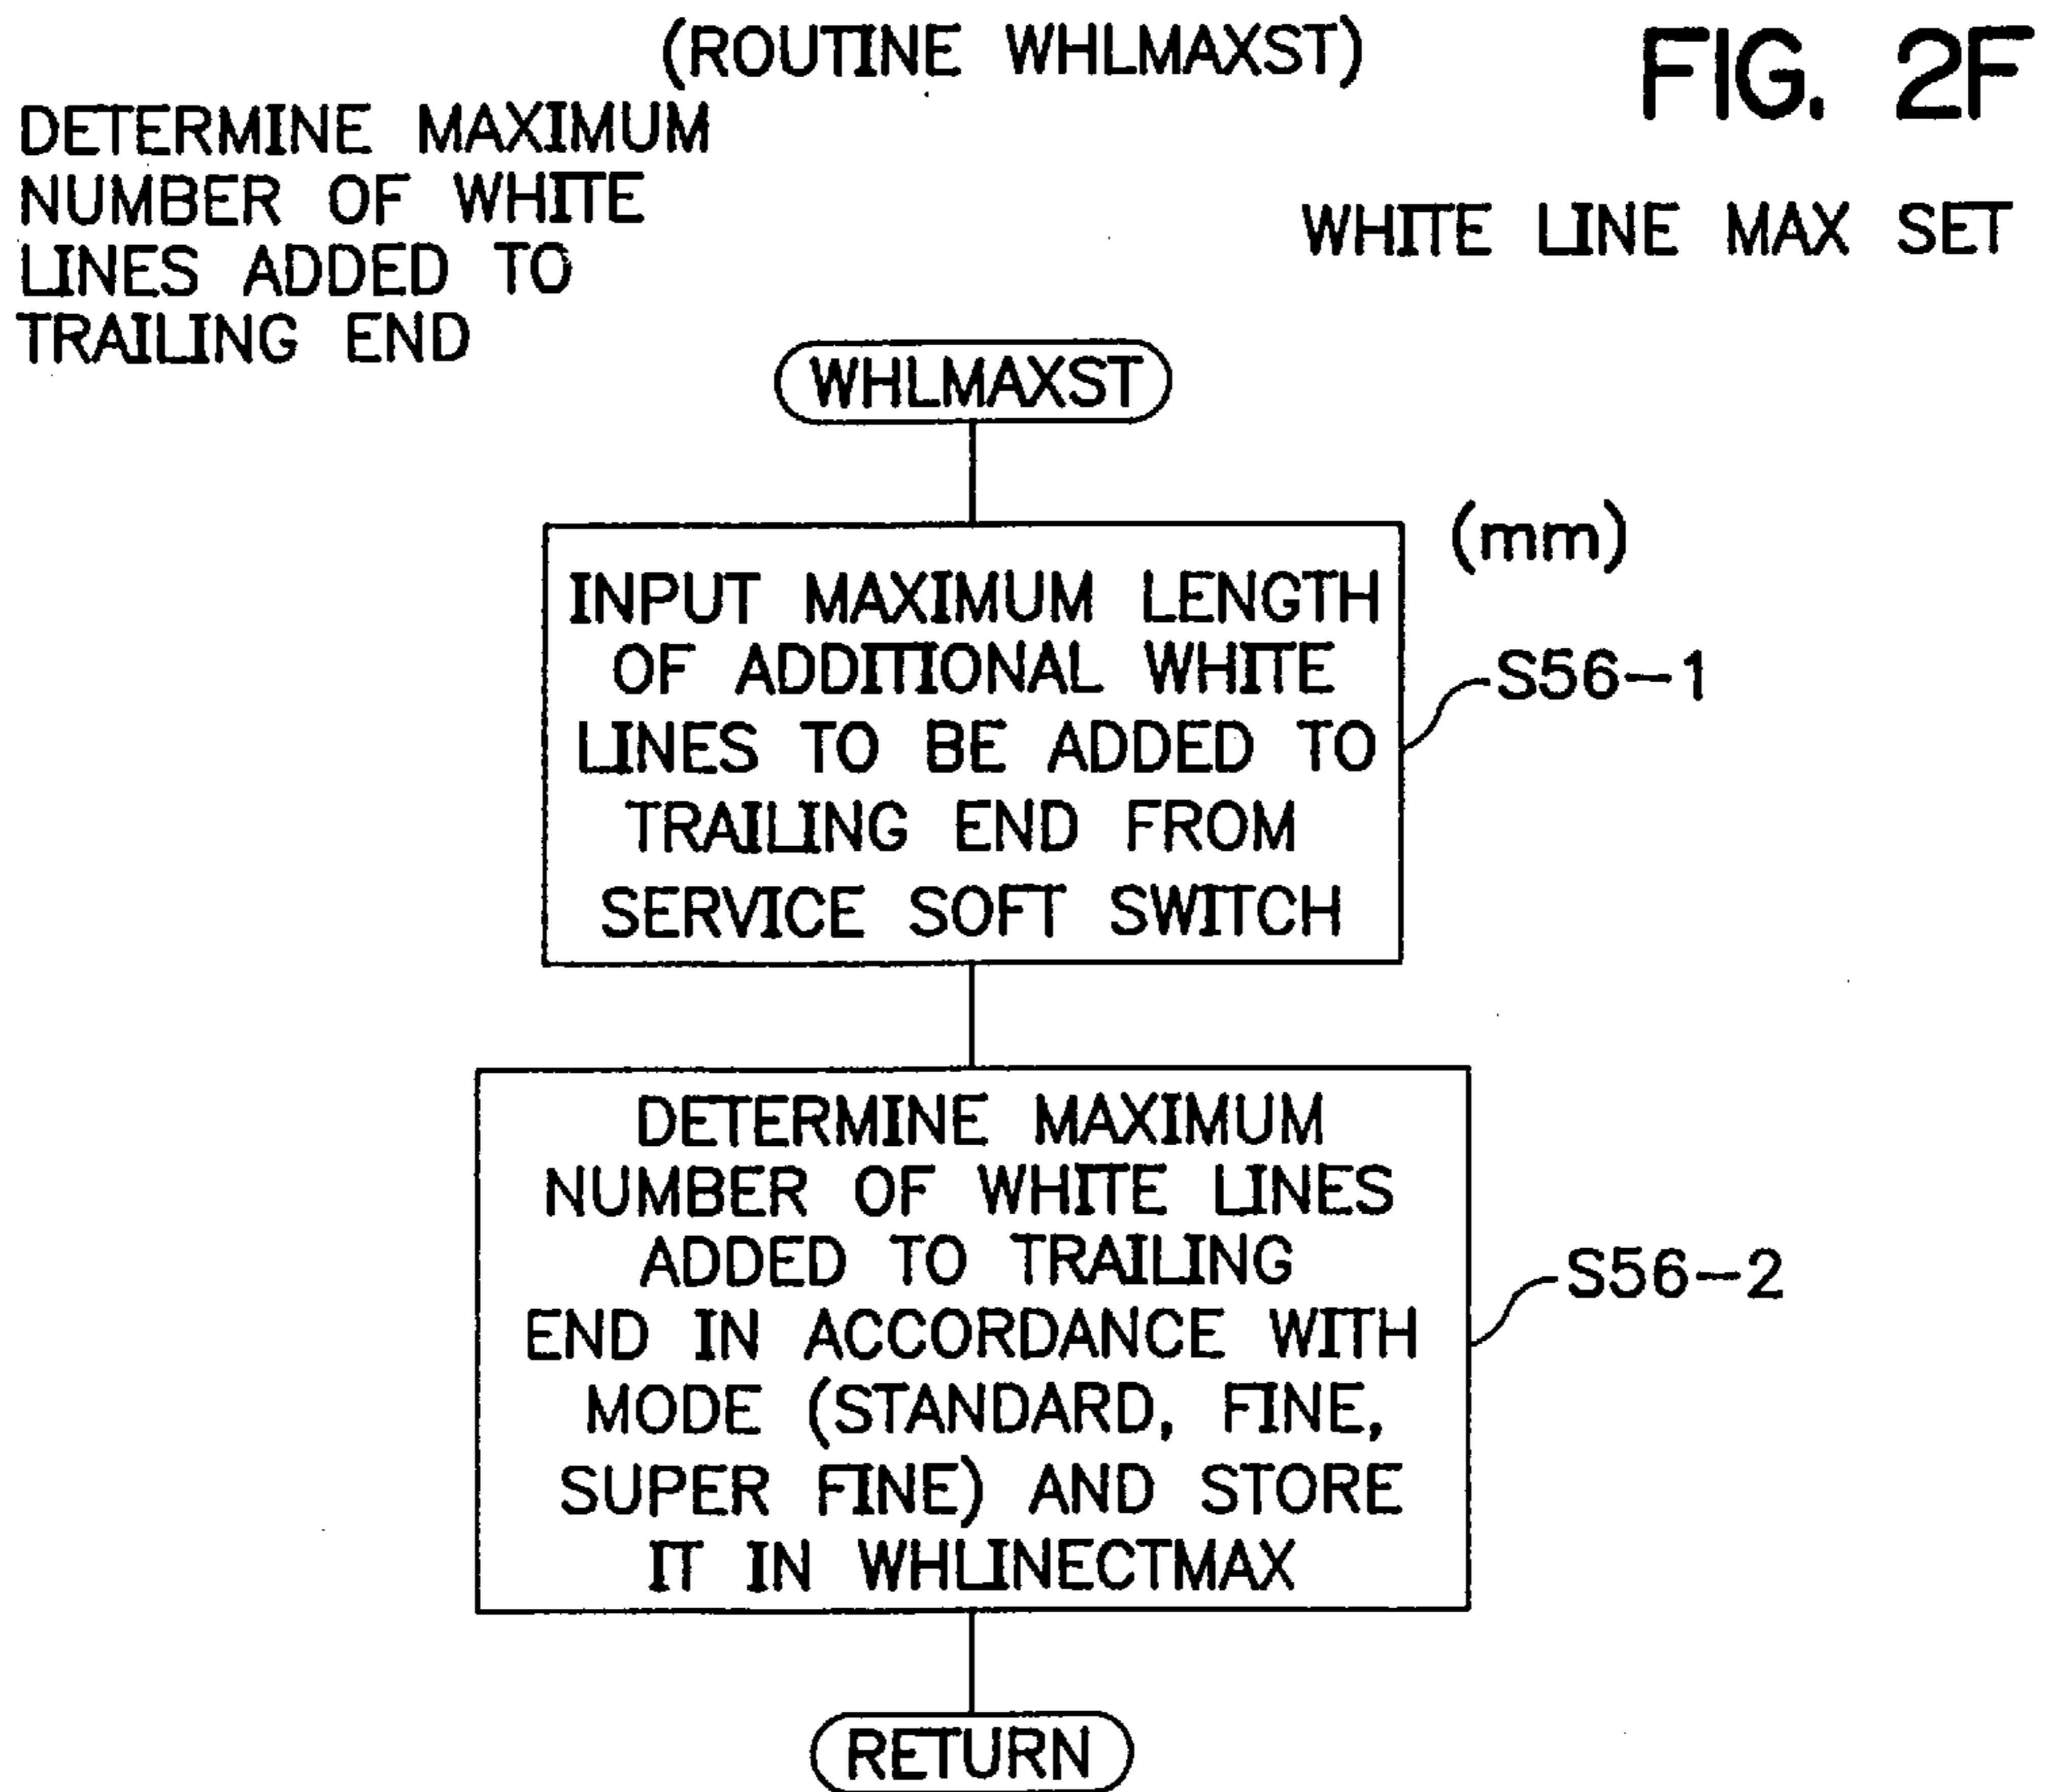 (ROUTINE WHLMAXST)
FIG. 2F
DETERMINE MAXIMUM
NUMBER OF WHITE
LINES ADDED TO
TRAILING END
WHITE LINE MAX SET
WHLMAXST
(mm)
INPUT MAXIMUM LENGTH
OF ADDITIONAL WHITE
LINES TO BE ADDED TO
TRAILING END FROM
SERVICE SOFT SWITCH
S56-1
DETERMINE MAXIMUM
NUMBER OF WHITE LINES
ADDED TO TRAILING
END IN ACCORDANCE WITH
MODE (STANDARD, FINE,
SUPER FINE) AND STORE
IT IN WHLINECTMAX
S56-2
RETURN